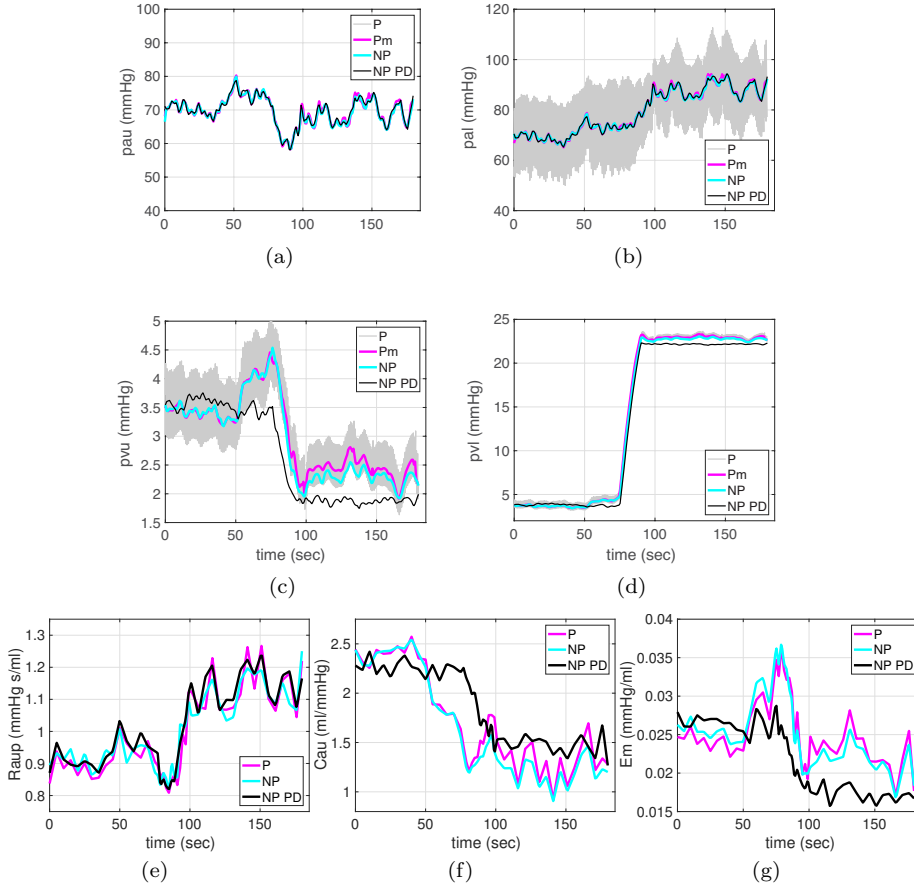 100
90
80
70
60
50
40
pau (mmHg)
0 50 100 150
P
Pm
NP
NP PD
(a)
120
100
80
60
40
pal (mmHg)
0 50 100 150
P
Pm
NP
NP PD
(b)
5
4.5
4
3.5
3
2.5
2
1.5
pvu (mmHg)
0 50 100 150
time (sec)
P
Pm
NP
NP PD
(c)
25
20
15
10
5
pvl (mmHg)
0 50 100 150
time (sec)
P
Pm
NP
NP PD
(d)
1.3
1.2
1.1
1
0.9
0.8
Raup (mmHg s/ml)
0 50 100 150
time (sec)
P
NP
NP PD
(e)
2.5
2
1.5
1
Cau (ml/mmHg)
0 50 100 150
time (sec)
P
NP
NP PD
(f)
0.035
0.03
0.025
0.02
0.015
Em (mmHg/ml)
0 50 100 150
time (sec)
P
NP
NP PD
(g)